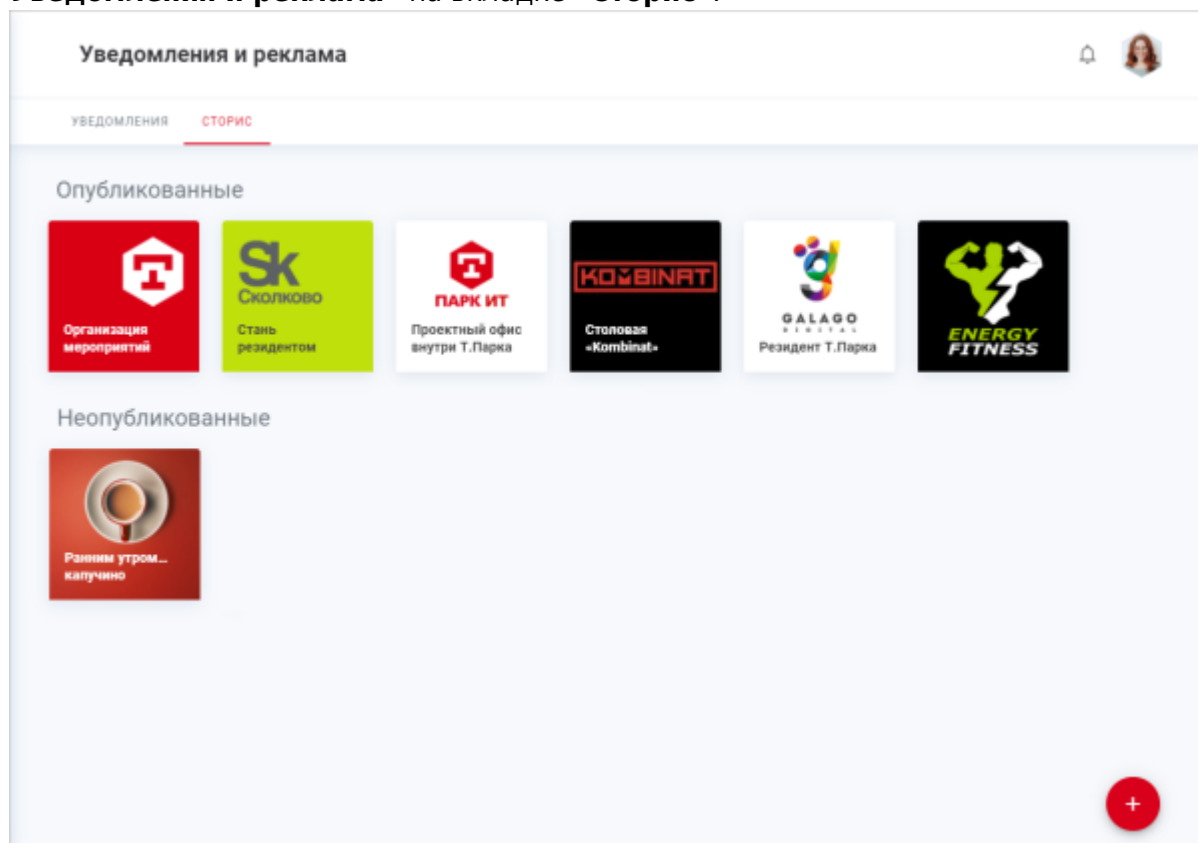 Уведомления и реклама
УВЕДОМЛЕНИЯ СТОРИС
Опубликованные
Организация
мероприятий
Sk
Сколково
Стань
резидентом
Т
ПАРК ИТ
Проектный офис
внутри Т.Парка
KOMBINAT
Столовая
«Kombinat»
GALAGO
DIGITAL
Резидент Т.Парка
ENERGY
FITNESS
Неопубликованные
Ранним утром...
капучино
+